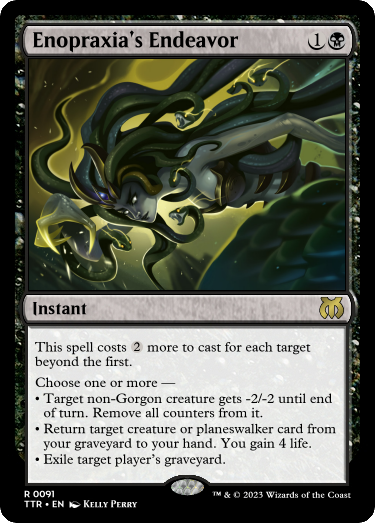 Enopraxia's Endeavor 1
Instant
This spell costs 2 more to cast for each target
beyond the first.
Choose one or more —
• Target non-Gorgon creature gets -2/-2 until end
of turn. Remove all counters from it.
• Return target creature or planeswalker card from
your graveyard to your hand. You gain 4 life.
• Exile target player's graveyard.
R 0091
TTR • EN Kelly Perry
™ & © 2023 Wizards of the Coast